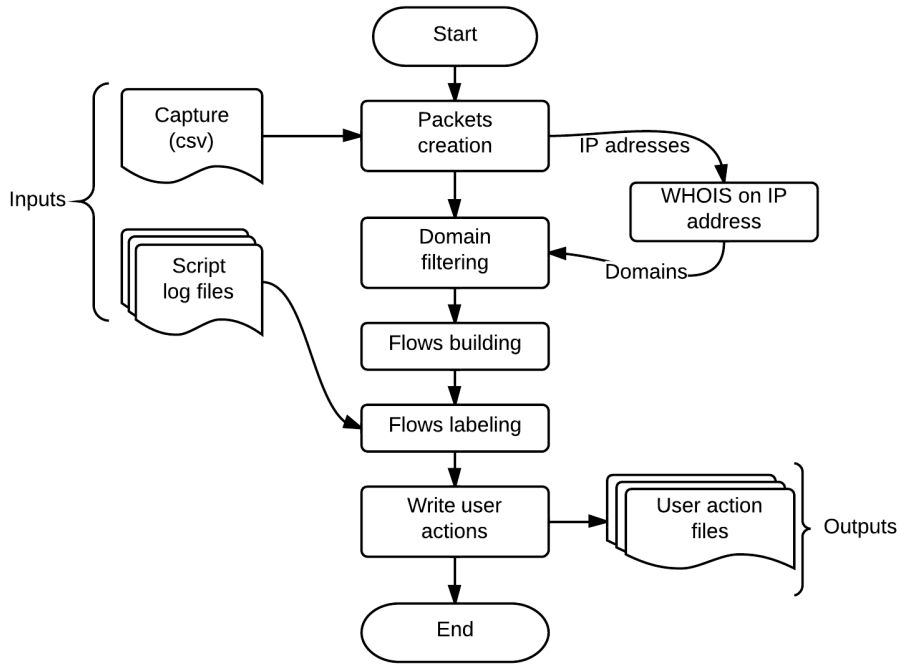 Start
Capture
(csv)
Packets
creation
IP adresses
WHOIS on IP
address
Inputs
Domain
filtering
Domains
Script
log files
Flows building
Flows labeling
Write user
actions
User action
files
Outputs
End